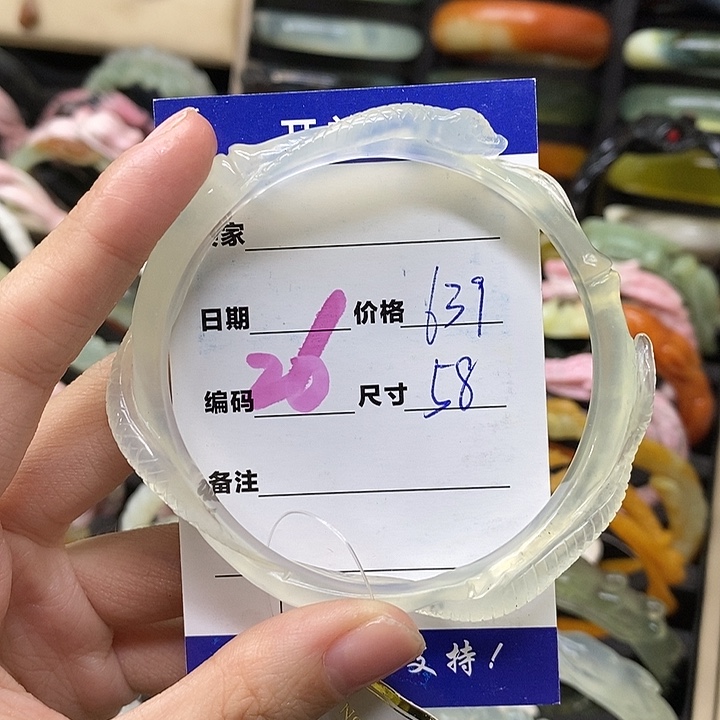 家
日期 价格 639
编码 26 尺寸 58
备注
支持!